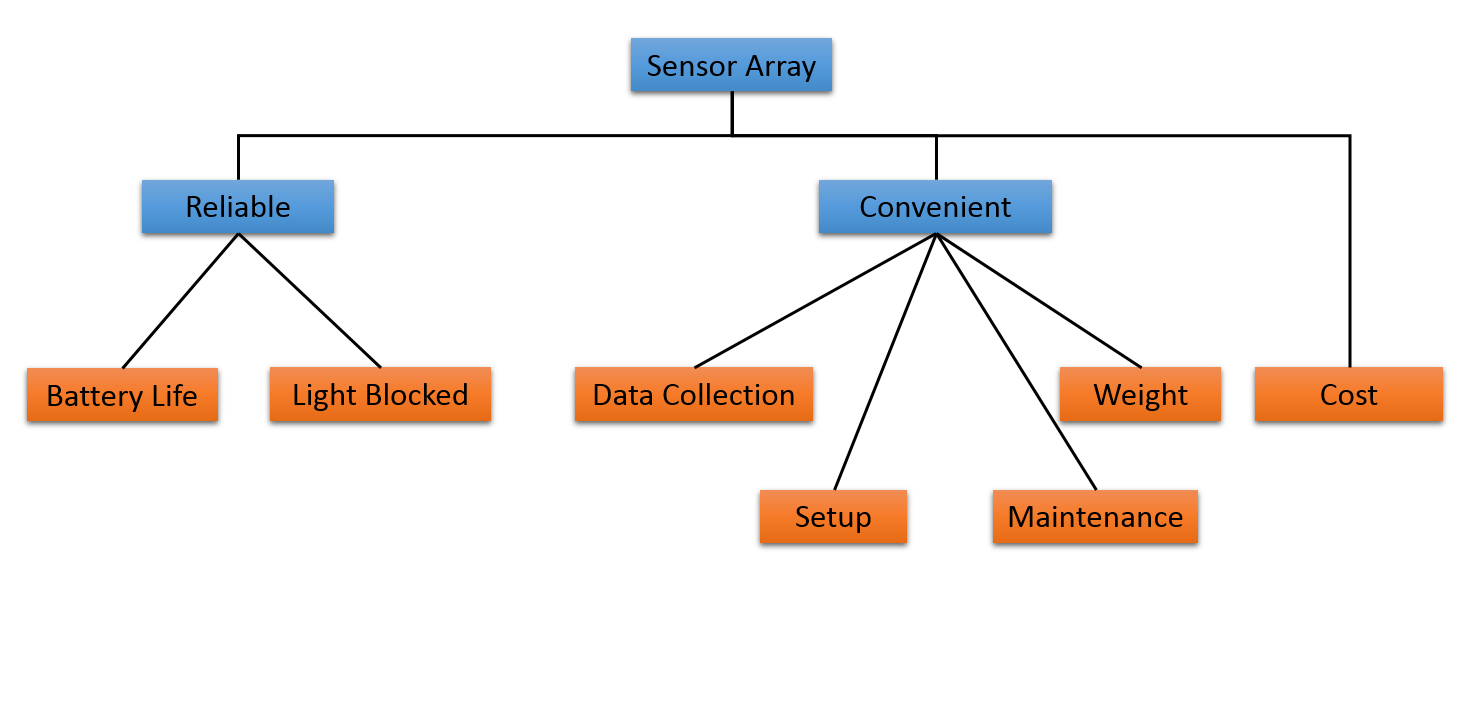 Sensor Array
Reliable
Convenient
Battery Life
Light Blocked
Data Collection
Weight
Cost
Setup
Maintenance